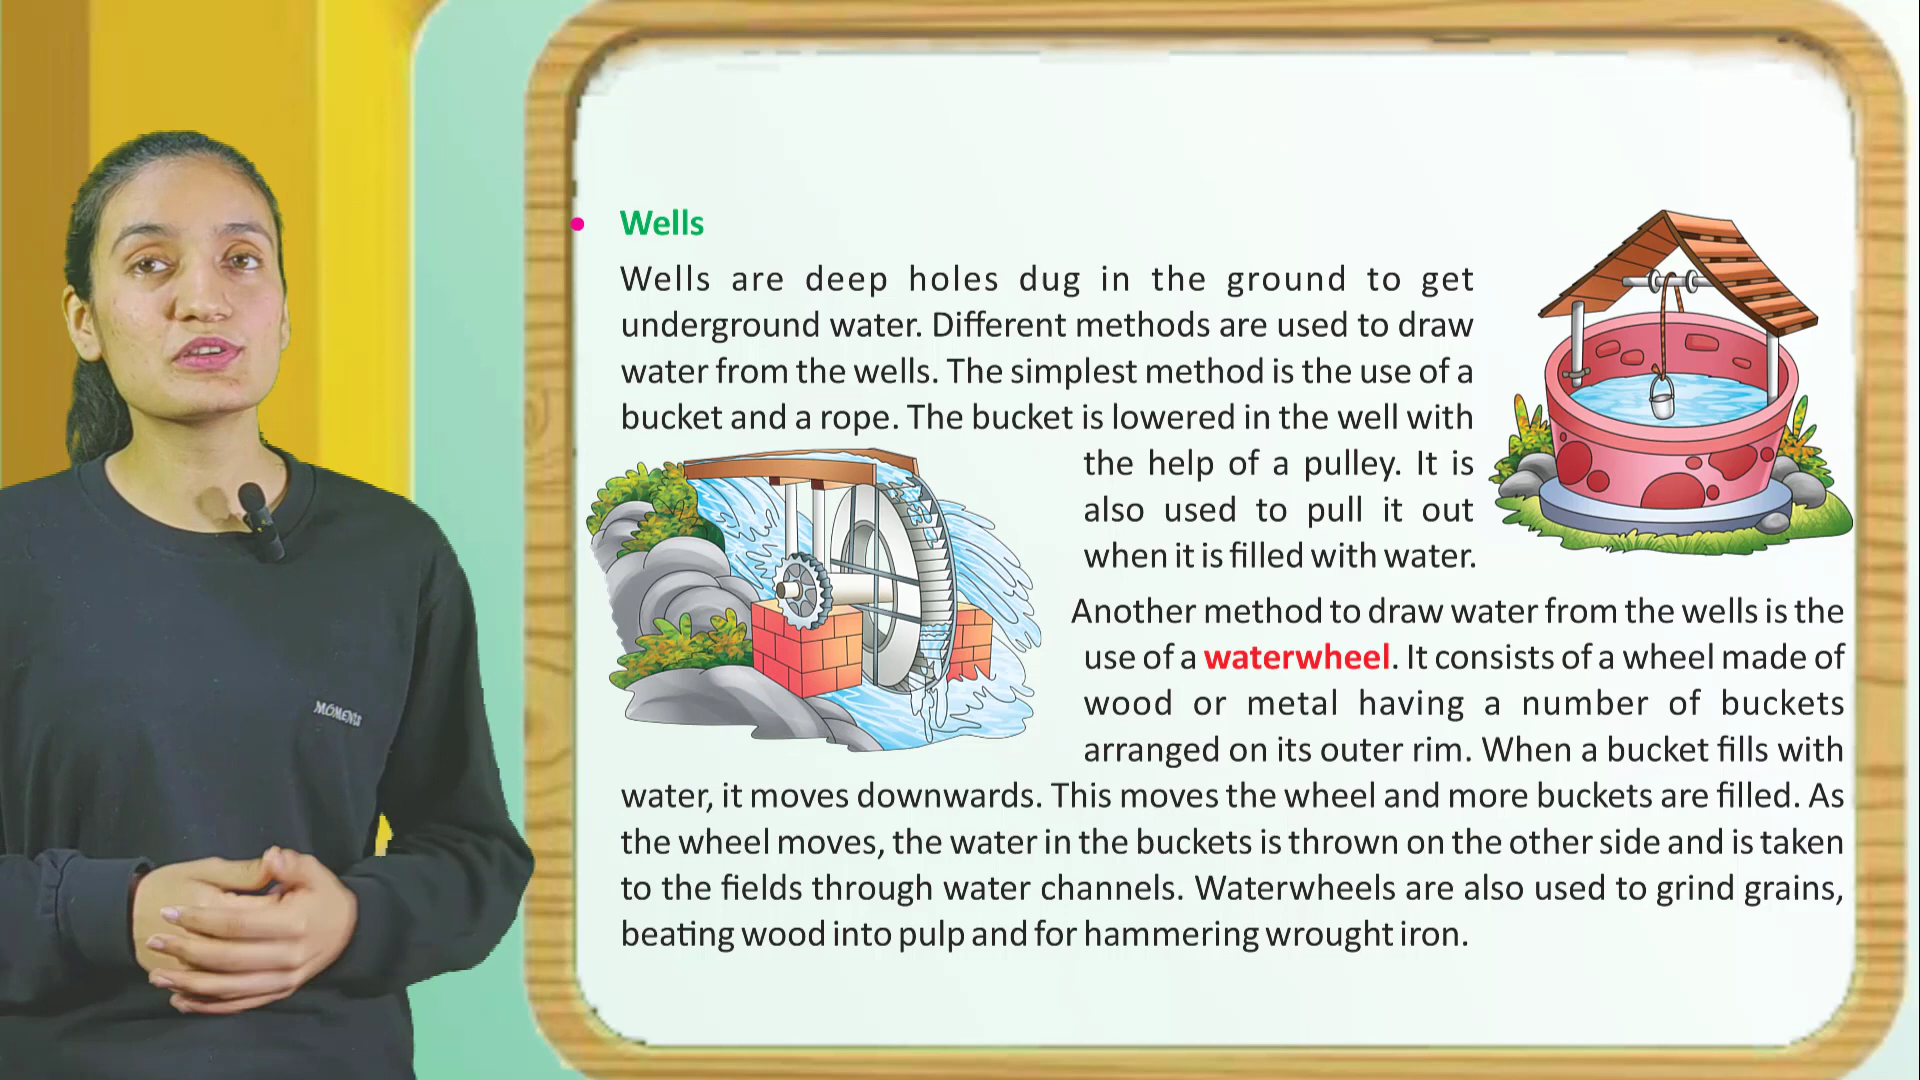 Wells
Wells are deep holes dug in the ground to get
underground water. Different methods are used to draw
water from the wells. The simplest method is the use of a
bucket and a rope. The bucket is lowered in the well with
the help of a pulley. It is
also used to pull it out
when it is filled with water.
Another method to draw water from the wells is the
use of a waterwheel. It consists of a wheel made of
wood or metal having a number of buckets
arranged on its outer rim. When a bucket fills with
water, it moves downwards. This moves the wheel and more buckets are filled. As
the wheel moves, the water in the buckets is thrown on the other side and is taken
to the fields through water channels. Waterwheels are also used to grind grains,
beating wood into pulp and for hammering wrought iron.
MOMENTS